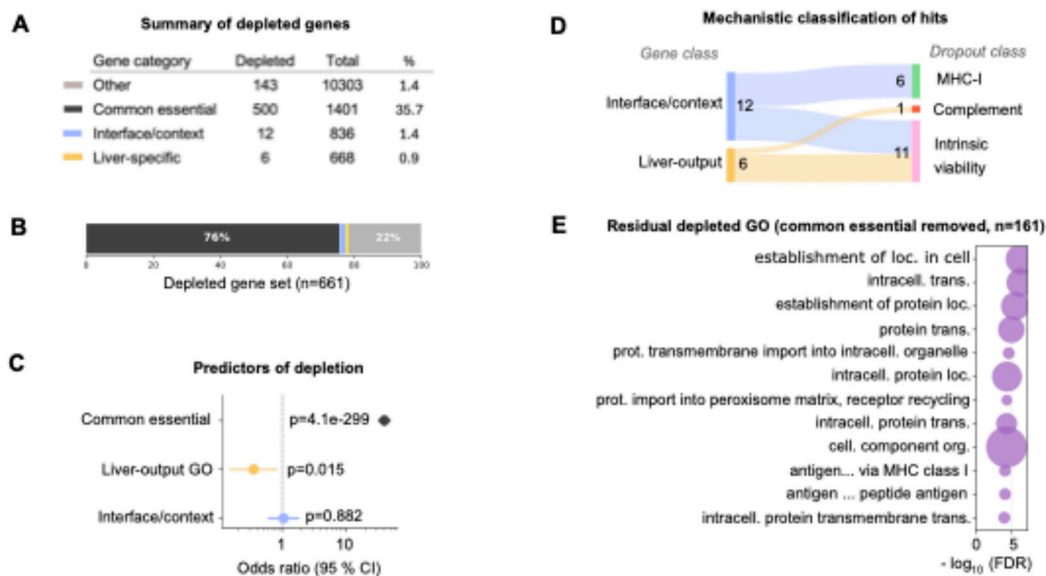 A
Summary of depleted genes
Gene category Depleted Total %
Other 143 10303 1.4
Common essential 500 1401 35.7
Interface/context 12 836 1.4
Liver-specific 6 668 0.9
B
76% 22%
0 20 40 60 80 100
Depleted gene set (n=661)
C
Predictors of depletion
Common essential p=4.1e-299
Liver-output GO p=0.015
Interface/context p=0.882
1 10
Odds ratio (95 % CI)
D
Mechanistic classification of hits
Gene class Dropout class
Interface/context 12 6 MHC-I
1 Complement
Liver-output 6 11 Intrinsic
viability
E
Residual depleted GO (common essential removed, n=161)
establishment of loc. in cell
intracell. trans.
establishment of protein loc.
protein trans.
prot. transmembrane import into intracell. organelle
intracell. protein loc.
prot. import into peroxisome matrix, receptor recycling
intracell. protein trans.
cell. component org.
antigen... via MHC class I
antigen ... peptide antigen
intracell. protein transmembrane trans.
0 5
- log10 (FDR)